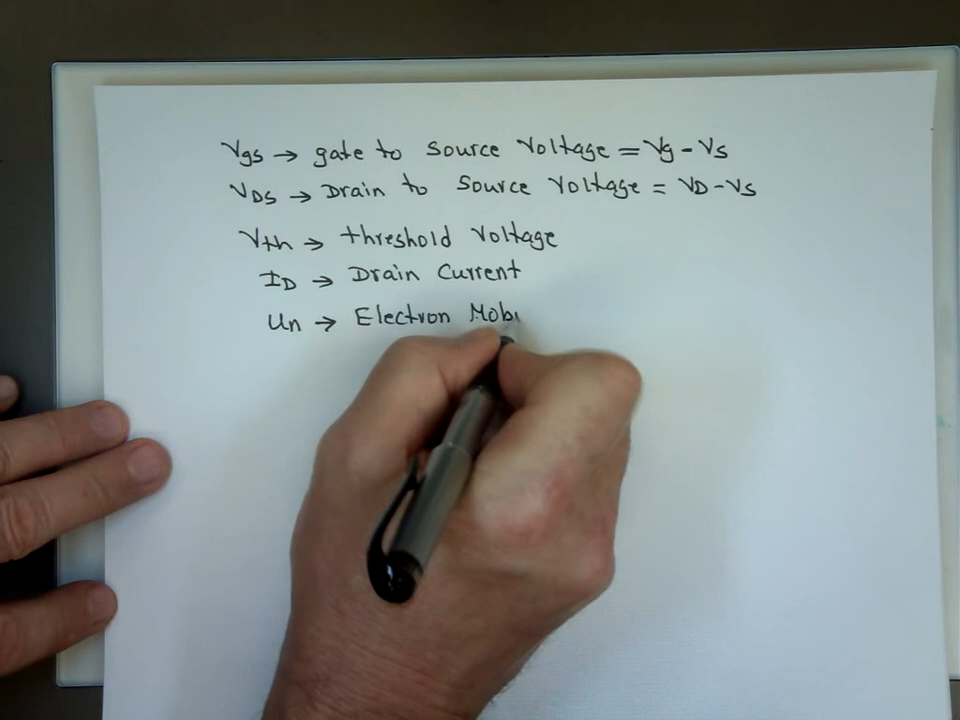 Vgs → gate to source voltage = Vg - Vs
VDS → Drain to source voltage = VD - VS
Vth → threshold voltage
ID → Drain Current
Un → Electron Mobi